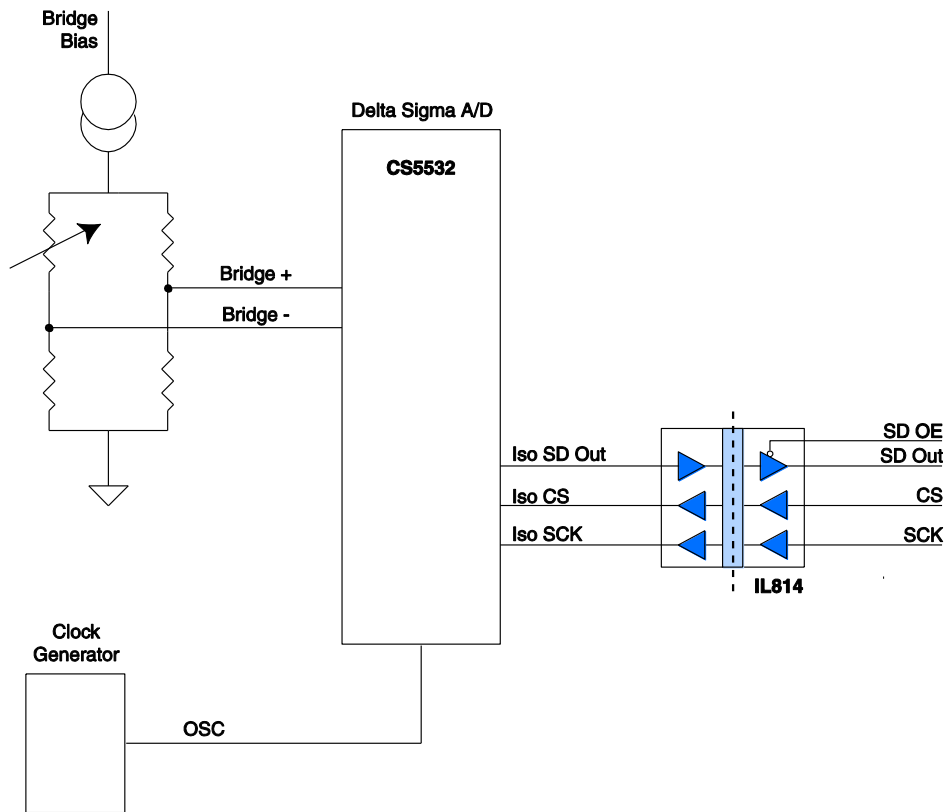 Bridge
Bias
Delta Sigma A/D
CS5532
Bridge +
Bridge -
SD OE
Iso SD Out
SD Out
Iso CS
CS
Iso SCK
SCK
IL814
Clock
Generator
OSC